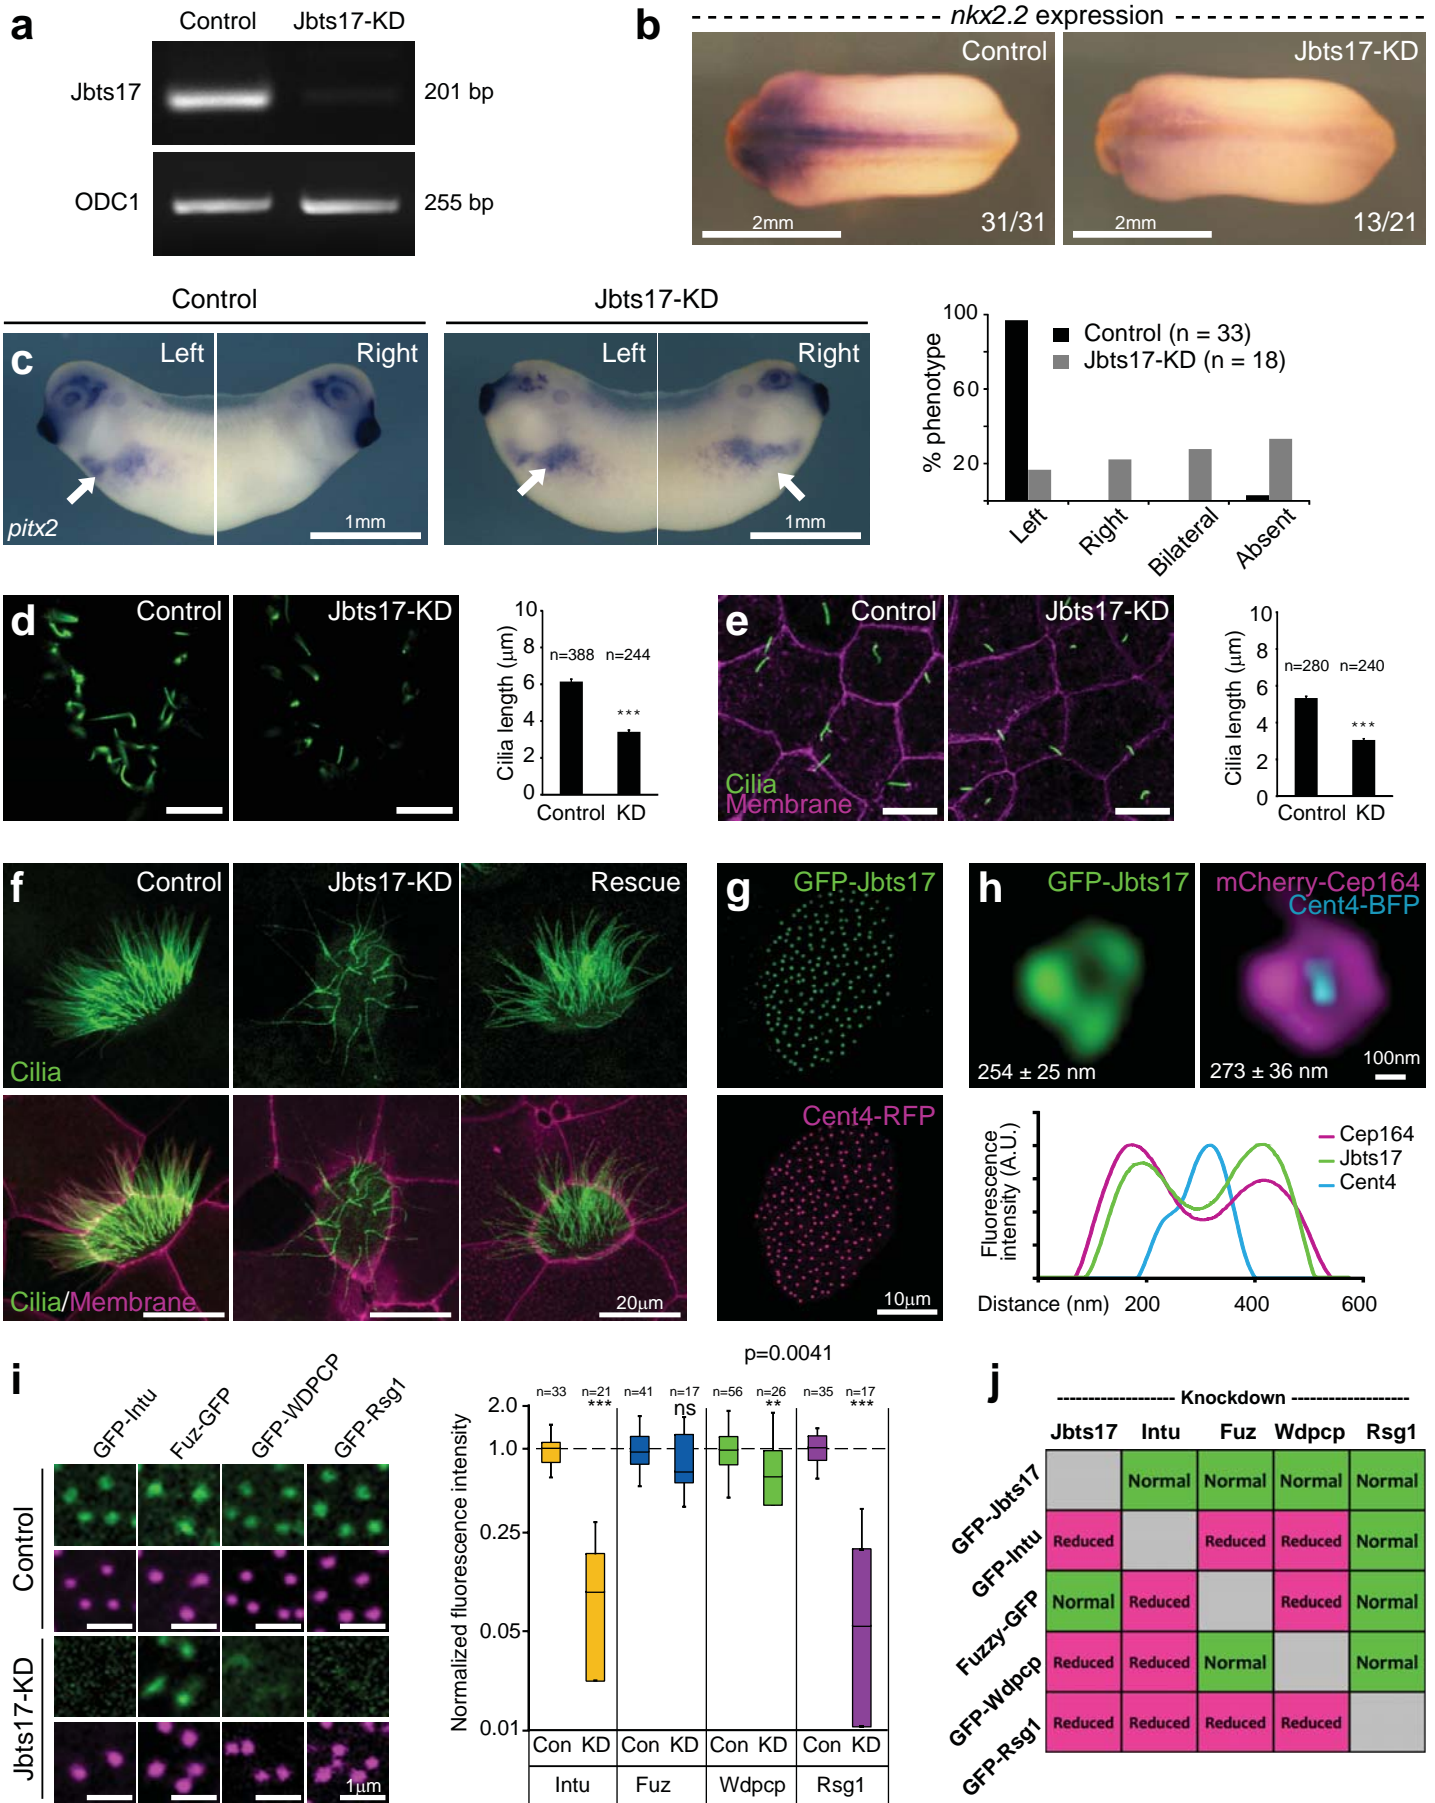 a
Control Jbts17-KD
Jbts17
201 bp
ODC1
255 bp
b
nkx2.2 expression
Control
2mm
31/31
Jbts17-KD
2mm
13/21
Control
Jbts17-KD
c
Left
Right
pitx2
1mm
Left
Right
1mm
% phenotype
100
60
20
Control (n = 33)
Jbts17-KD (n = 18)
Left
Right
Bilateral
Absent
d
Control
Jbts17-KD
Cilia length (µm)
10
8
6
4
2
0
n=388 n=244
***
Control KD
e
Control
Cilia
Membrane
Jbts17-KD
Cilia length (µm)
10
8
6
4
2
0
n=280 n=240
***
Control KD
f
Control
Jbts17-KD
Rescue
Cilia
Cilia/Membrane
20µm
g
GFP-Jbts17
Cent4-RFP
10µm
h
GFP-Jbts17
254 ± 25 nm
mCherry-Cep164
Cent4-BFP
273 ± 36 nm
100nm
Fluorescence
intensity (A.U.)
Cep164
Jbts17
Cent4
Distance (nm) 200 400 600
i
GFP-Intu
Fuz-GFP
GFP-WDPCP
GFP-Rsg1
Control
Jbts17-KD
1µm
p=0.0041
n=33 n=21 n=41 n=17 n=56 n=26 n=35 n=17
*** ns ** ***
Normalized fluorescence intensity
2.0
1.0
0.25
0.05
0.01
Con KD Con KD Con KD Con KD
Intu Fuz Wdpcp Rsg1
j
Knockdown
Jbts17 Intu Fuz Wdpcp Rsg1
GFP-Jbts17
Normal Normal Normal Normal
GFP-Intu
Reduced Reduced Reduced Normal
Fuzzy-GFP
Normal Reduced Reduced Normal
GFP-Wdpcp
Reduced Reduced Normal Normal
GFP-Rsg1
Reduced Reduced Reduced Reduced